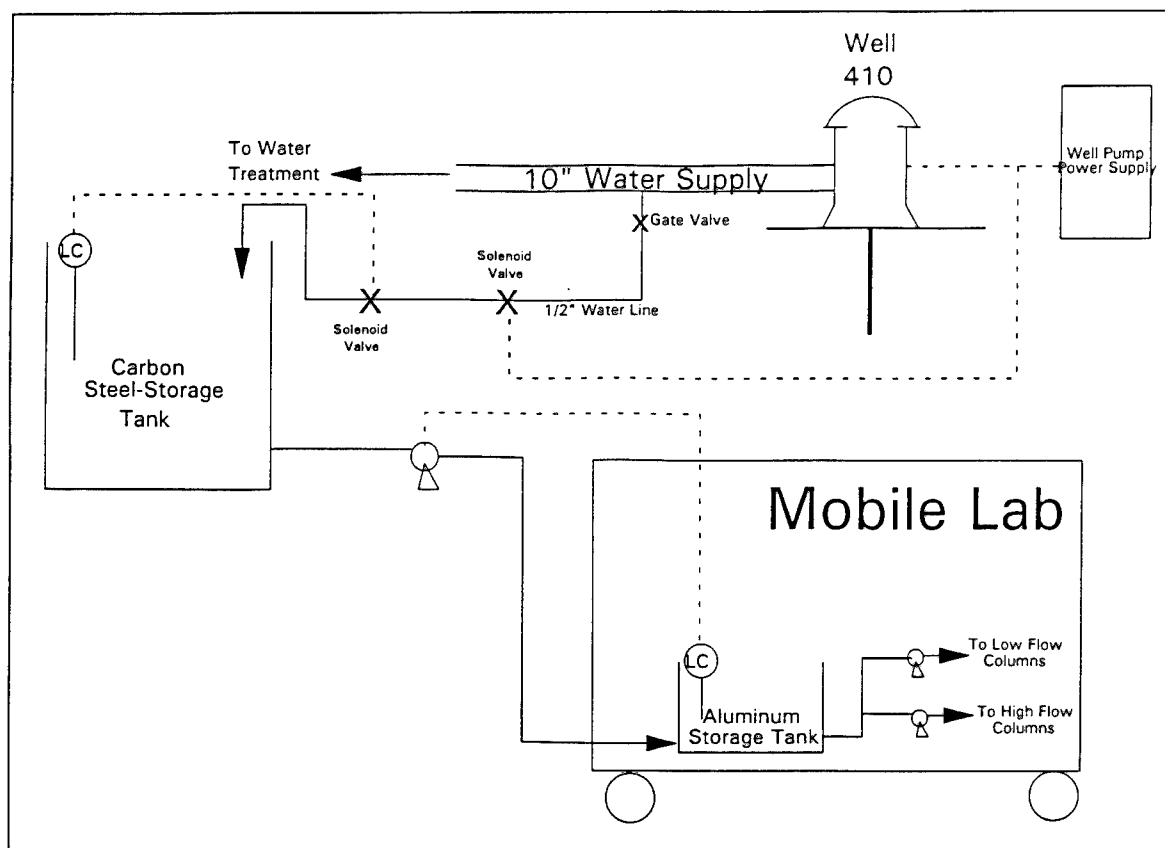 Well
410
To Water
Treatment
10" Water Supply
Well Pump
Power Supply
Gate Valve
LC
Solenoid
Valve
1/2" Water Line
Solenoid
Valve
Carbon
Steel-Storage
Tank
Mobile Lab
LC
Aluminum
Storage Tank
To Low Flow
Columns
To High Flow
Columns